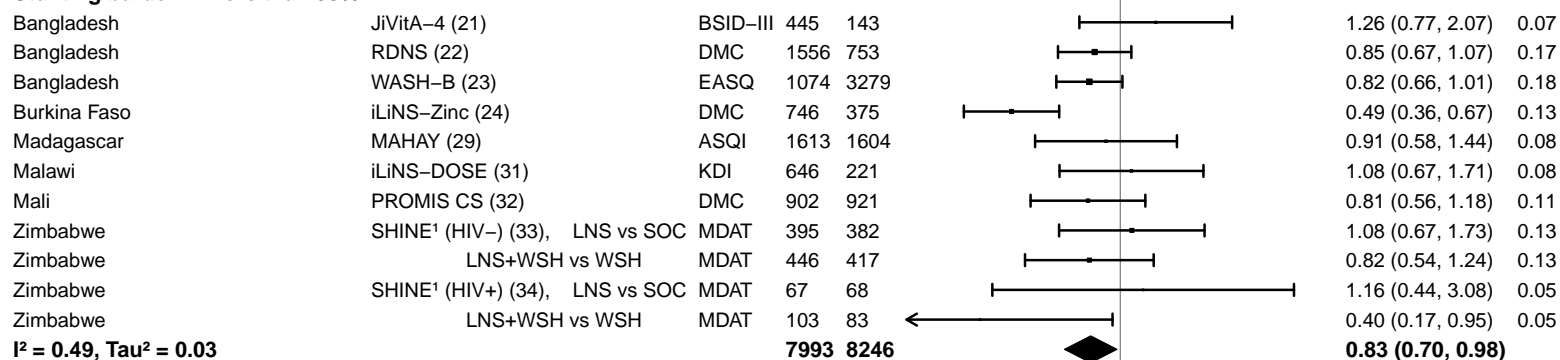 Bangladesh JiVitA−4 (21) BSID−III 445 143 1.26 (0.77, 2.07) 0.07
Bangladesh RDNS (22) DMC 1556 753 0.85 (0.67, 1.07) 0.17
Bangladesh WASH−B (23) EASQ 1074 3279 0.82 (0.66, 1.01) 0.18
Burkina Faso iLiNS−Zinc (24) DMC 746 375 0.49 (0.36, 0.67) 0.13
Madagascar MAHAY (29) ASQI 1613 1604 0.91 (0.58, 1.44) 0.08
Malawi iLiNS−DOSE (31) KDI 646 221 1.08 (0.67, 1.71) 0.08
Mali PROMIS CS (32) DMC 902 921 0.81 (0.56, 1.18) 0.11
Zimbabwe SHINE¹ (HIV−) (33), LNS vs SOC MDAT 395 382 1.08 (0.67, 1.73) 0.13
Zimbabwe LNS+WSH vs WSH MDAT 446 417 0.82 (0.54, 1.24) 0.13
Zimbabwe SHINE¹ (HIV+) (34), LNS vs SOC MDAT 67 68 1.16 (0.44, 3.08) 0.05
Zimbabwe LNS+WSH vs WSH MDAT 103 83 0.40 (0.17, 0.95) 0.05
I² = 0.49, Tau² = 0.03 7993 8246 0.83 (0.70, 0.98)